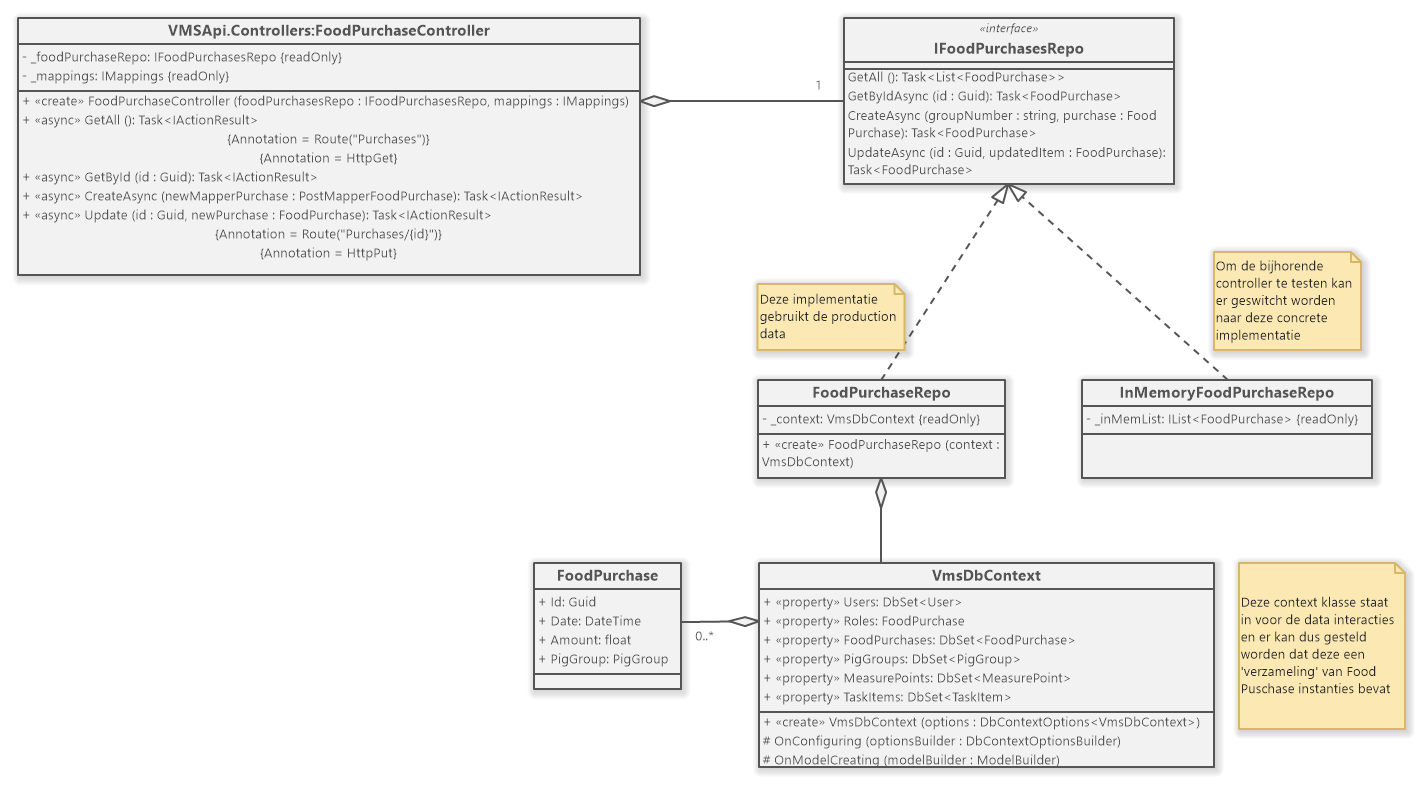 VMSApi.Controllers:FoodPurchaseController
- _foodPurchaseRepo: IFoodPurchasesRepo {readOnly}
- _mappings: IMappings {readOnly}
+ «create» FoodPurchaseController (foodPurchasesRepo : IFoodPurchasesRepo, mappings : IMappings)
+ «async» GetAll (): Task<IActionResult>
{Annotation = Route("Purchases")}
{Annotation = HttpGet}
+ «async» GetById (id : Guid): Task<IActionResult>
+ «async» CreateAsync (newMapperPurchase : PostMapperFoodPurchase): Task<IActionResult>
+ «async» Update (id : Guid, newPurchase : FoodPurchase): Task<IActionResult>
{Annotation = Route("Purchases/{id}")}
{Annotation = HttpPut}
1
«interface»
IFoodPurchasesRepo
GetAll (): Task<List<FoodPurchase>>
GetByIdAsync (id : Guid): Task<FoodPurchase>
CreateAsync (groupNumber : string, purchase : Food
Purchase): Task<FoodPurchase>
UpdateAsync (id : Guid, updatedItem : FoodPurchase):
Task<FoodPurchase>
Deze implementatie
gebruikt de production
data
Om de bijhorende
controller te testen kan
er geswitcht worden
naar deze concrete
implementatie
FoodPurchaseRepo
- _context: VmsDbContext {readOnly}
+ «create» FoodPurchaseRepo (context :
VmsDbContext)
InMemoryFoodPurchaseRepo
- _inMemList: IList<FoodPurchase> {readOnly}
FoodPurchase
+ Id: Guid
+ Date: DateTime
+ Amount: float
+ PigGroup: PigGroup
0..*
VmsDbContext
+ «property» Users: DbSet<User>
+ «property» Roles: FoodPurchase
+ «property» FoodPurchases: DbSet<FoodPurchase>
+ «property» PigGroups: DbSet<PigGroup>
+ «property» MeasurePoints: DbSet<MeasurePoint>
+ «property» TaskItems: DbSet<TaskItem>
+ «create» VmsDbContext (options : DbContextOptions<VmsDbContext>)
# OnConfiguring (optionsBuilder : DbContextOptionsBuilder)
# OnModelCreating (modelBuilder : ModelBuilder)
Deze context klasse staat
in voor de data interacties
en er kan dus gesteld
worden dat deze een
'verzameling' van Food
Puschase instanties bevat